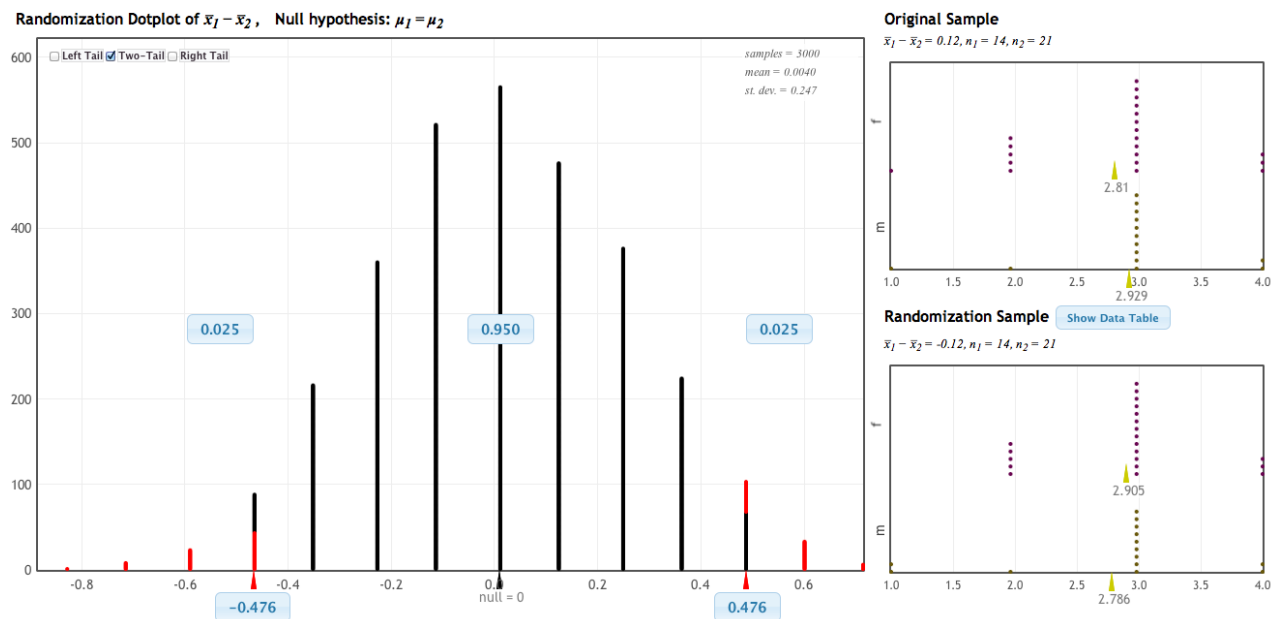 Randomization Dotplot of x̄₁ − x̄₂ , Null hypothesis: μ₁ = μ₂
Left Tail Two-Tail Right Tail
samples = 3000
mean = 0.0040
st. dev. = 0.247
600
500
400
300
200
100
0
0.025
0.950
0.025
-0.8
-0.6
-0.4
-0.2
0.0
0.2
0.4
0.6
null = 0
−0.476
0.476
Original Sample
x̄₁ − x̄₂ = 0.12, n₁ = 14, n₂ = 21
f
2.81
m
1.0
1.5
2.0
2.5
3.0
3.5
4.0
2.929
Randomization Sample
Show Data Table
x̄₁ − x̄₂ = -0.12, n₁ = 14, n₂ = 21
f
2.905
m
1.0
1.5
2.0
2.5
3.0
3.5
4.0
2.786